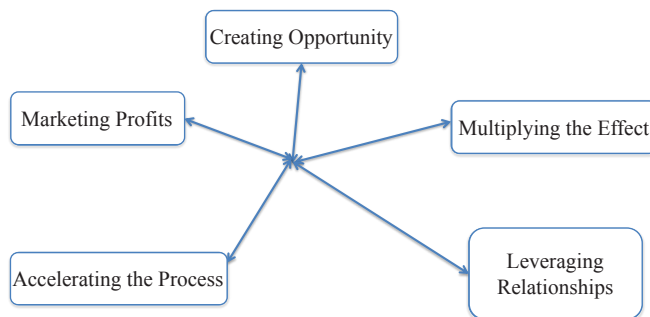 Creating Opportunity
Marketing Profits
Multiplying the Effect
Accelerating the Process
Leveraging
Relationships